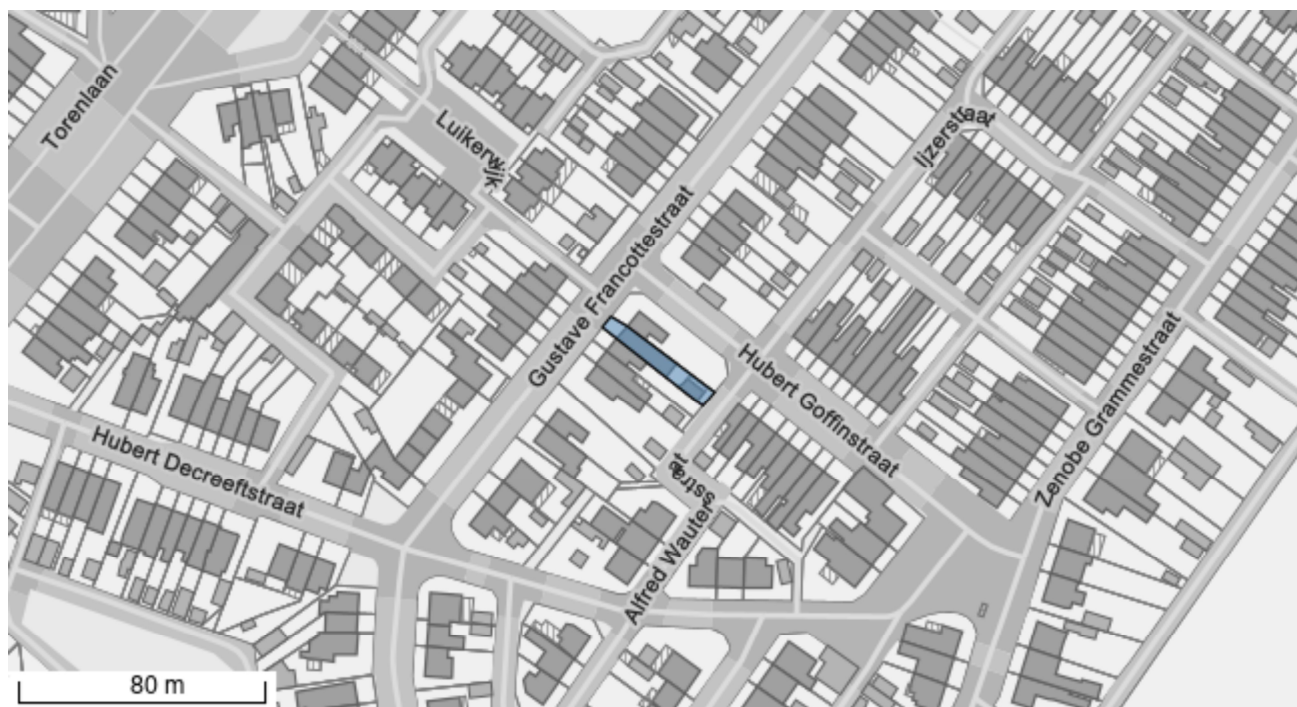 Torenlaan
Luikerwijk
Ijzerstraat
Gustave Francottestraat
Hubert Goffinstraat
Zenobe Grammestraat
Hubert Decreeftstraat
Alfred Wautersstraat
80 m